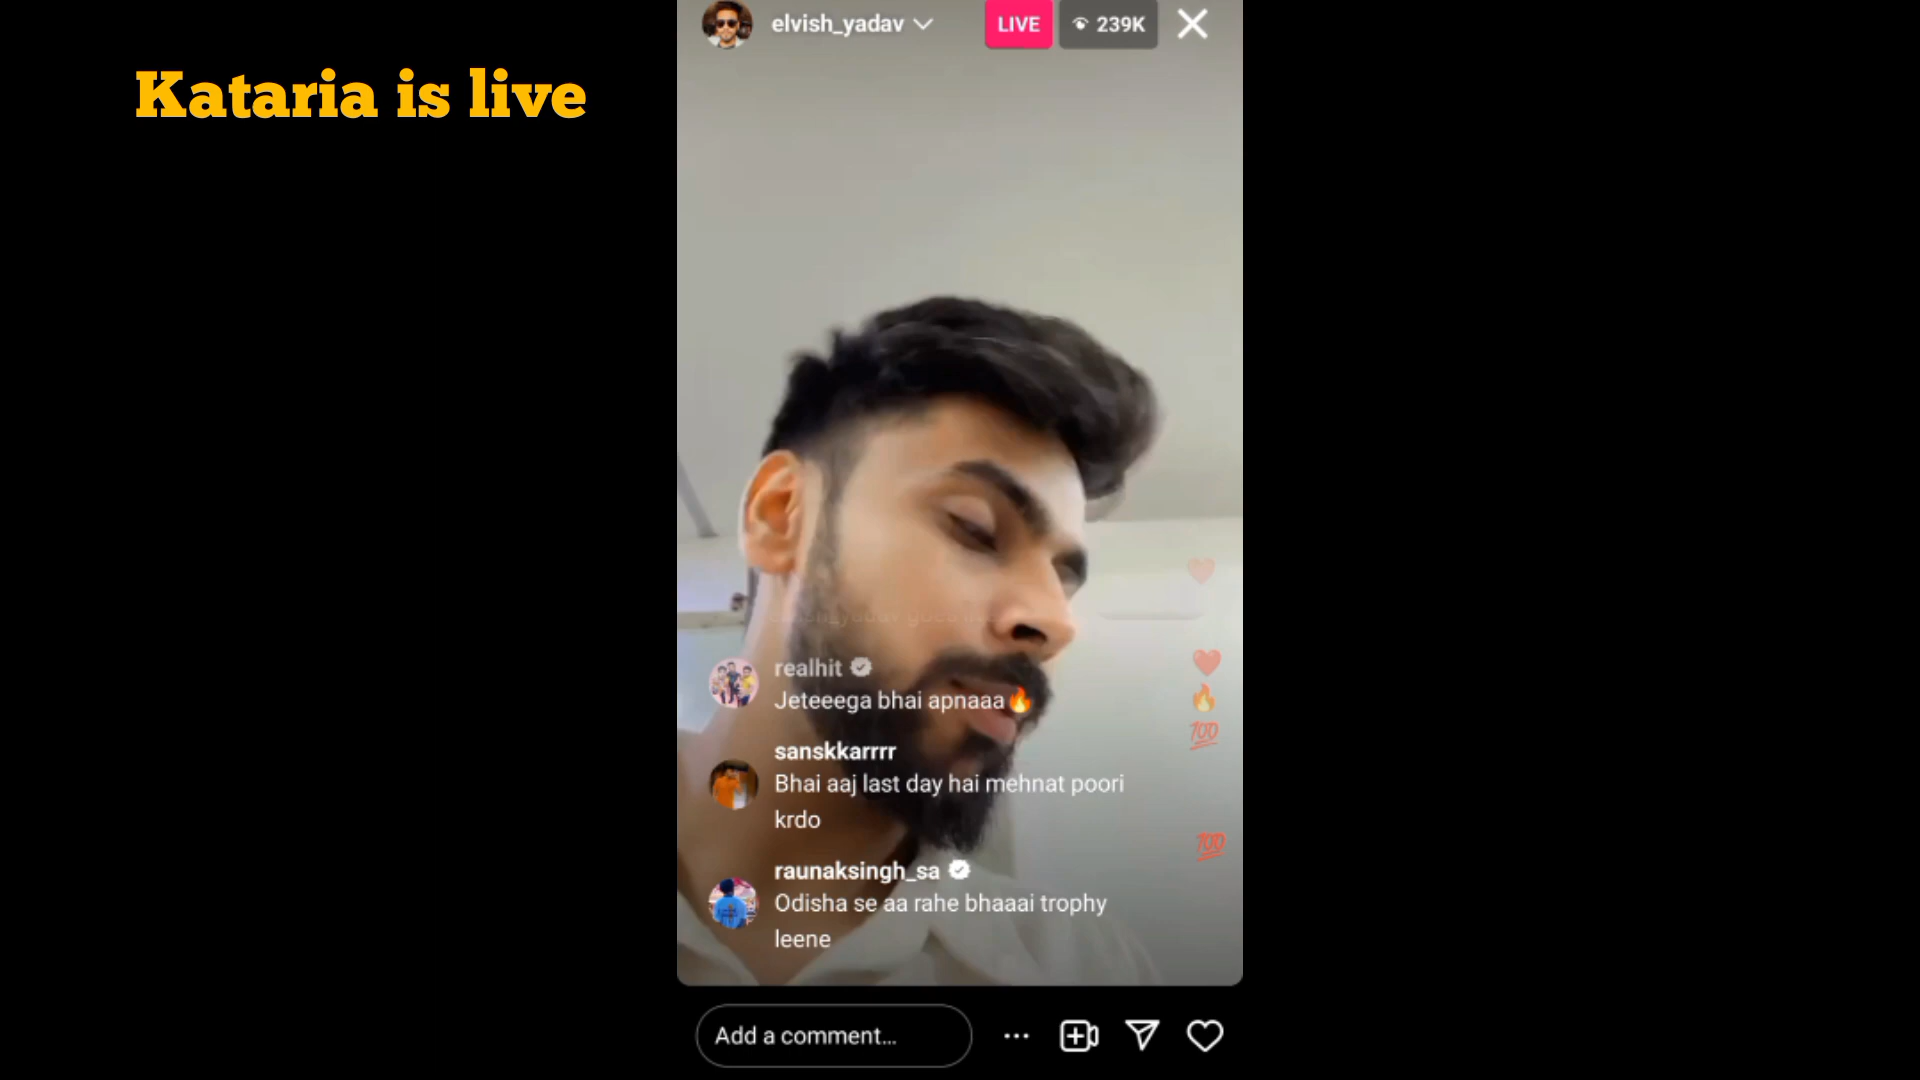 elvish_yadav
LIVE
239K
Kataria is live
realhit
Jeteeega bhai apnaaa🔥
sanskkarrrr
Bhai aaj last day hai mehnat poori
krdo
raunaksingh_sa
Odisha se aa rahe bhaaai trophy
leene
Add a comment...